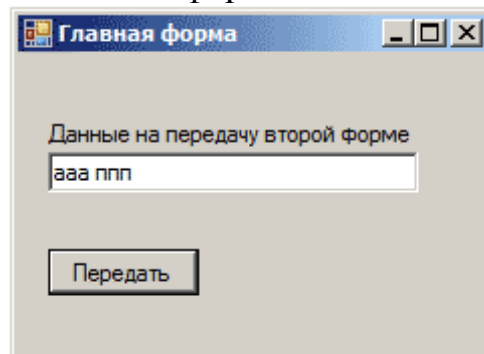 Главная форма
Данные на передачу второй форме
ааа ппп
Передать